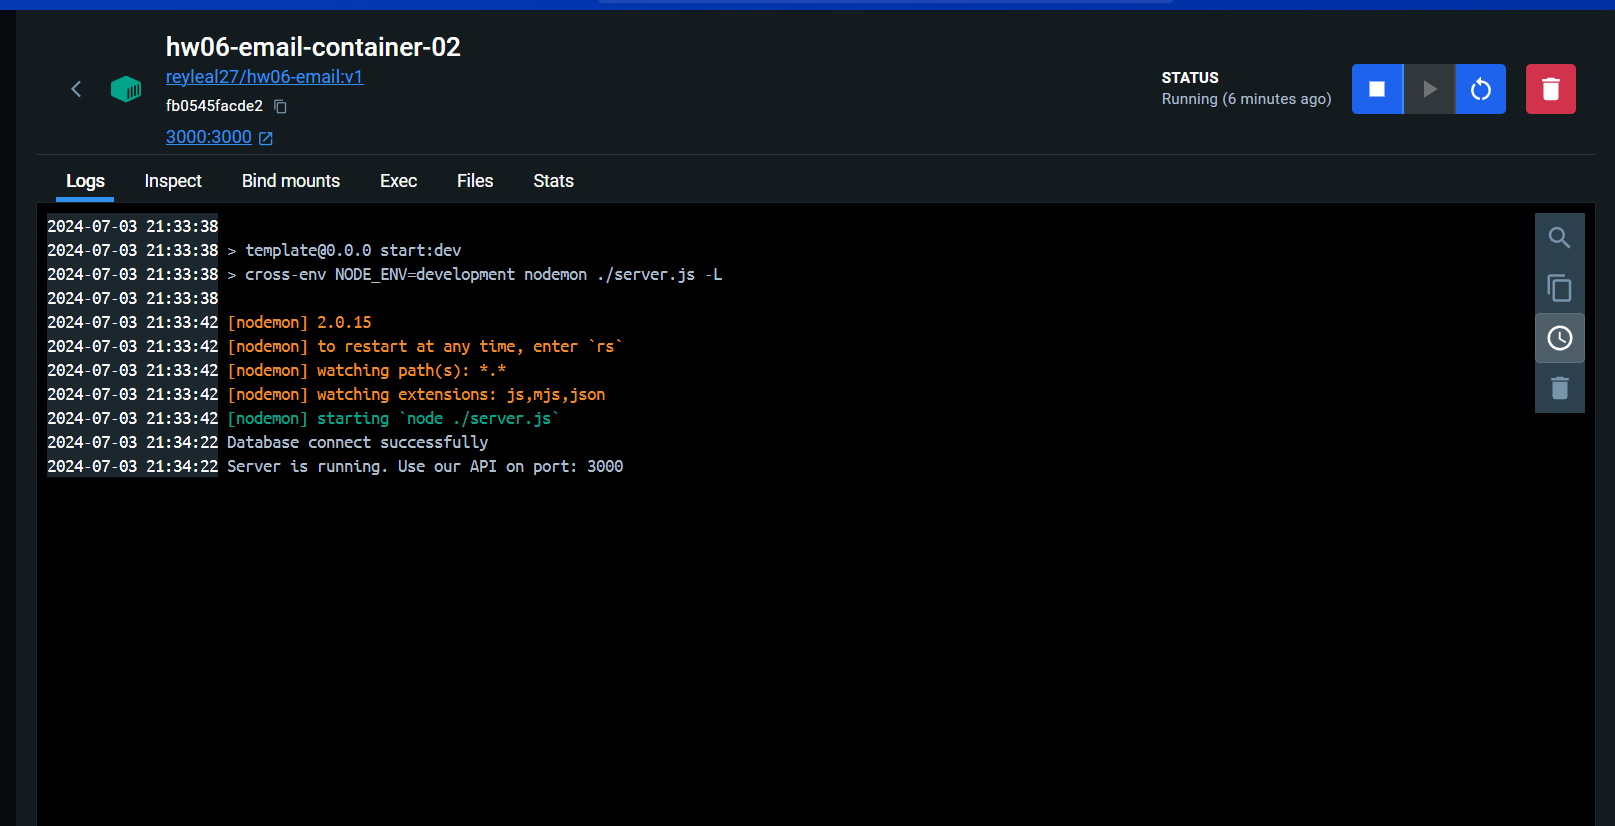 hw06-email-container-02
reyleal27/hw06-email:v1
fb0545facde2
3000:3000
STATUS
Running (6 minutes ago)
Logs Inspect Bind mounts Exec Files Stats
2024-07-03 21:33:38
2024-07-03 21:33:38 > template@0.0.0 start:dev
2024-07-03 21:33:38 > cross-env NODE_ENV=development nodemon ./server.js -L
2024-07-03 21:33:38
2024-07-03 21:33:42 [nodemon] 2.0.15
2024-07-03 21:33:42 [nodemon] to restart at any time, enter `rs`
2024-07-03 21:33:42 [nodemon] watching path(s): *.*
2024-07-03 21:33:42 [nodemon] watching extensions: js,mjs,json
2024-07-03 21:33:42 [nodemon] starting `node ./server.js`
2024-07-03 21:34:22 Database connect successfully
2024-07-03 21:34:22 Server is running. Use our API on port: 3000